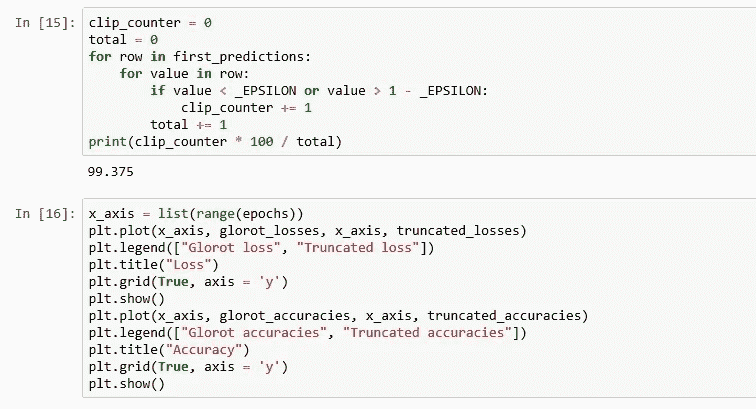 In [15]: clip_counter = 0
total = 0
for row in first_predictions:
    for value in row:
        if value < _EPSILON or value > 1 - _EPSILON:
            clip_counter += 1
        total += 1
print(clip_counter * 100 / total)
99.375
In [16]: x_axis = list(range(epochs))
plt.plot(x_axis, glorot_losses, x_axis, truncated_losses)
plt.legend(["Glorot loss", "Truncated loss"])
plt.title("Loss")
plt.grid(True, axis = 'y')
plt.show()
plt.plot(x_axis, glorot_accuracies, x_axis, truncated_accuracies)
plt.legend(["Glorot accuracies", "Truncated accuracies"])
plt.title("Accuracy")
plt.grid(True, axis = 'y')
plt.show()